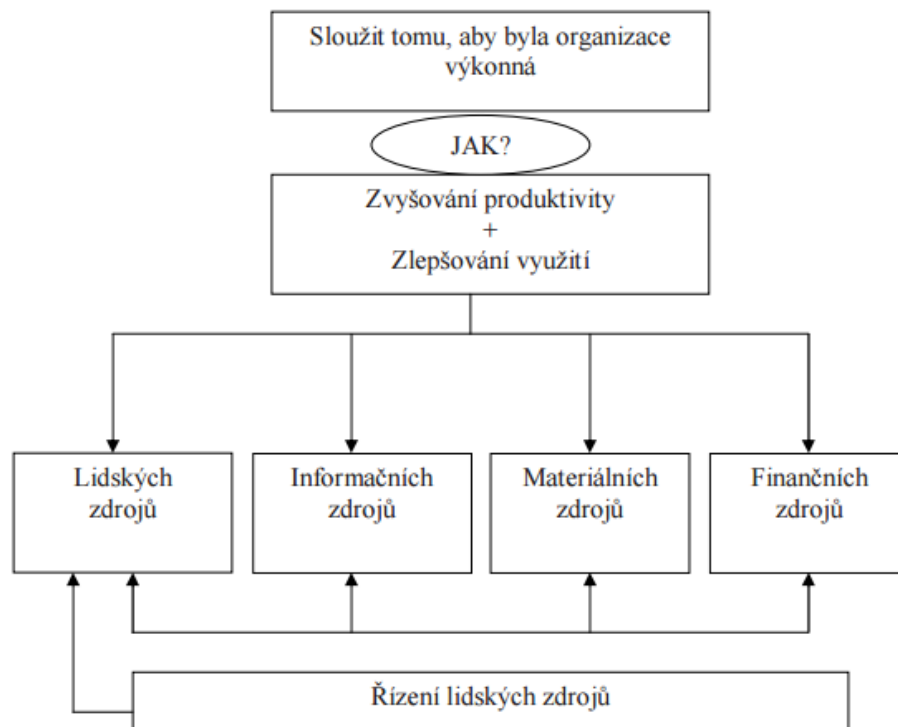 Sloužit tomu, aby byla organizace
výkonná
JAK?
Zvyšování produktivity
+
Zlepšování využití
Lidských
zdrojů
Informačních
zdrojů
Materiálních
zdrojů
Finančních
zdrojů
Řízení lidských zdrojů